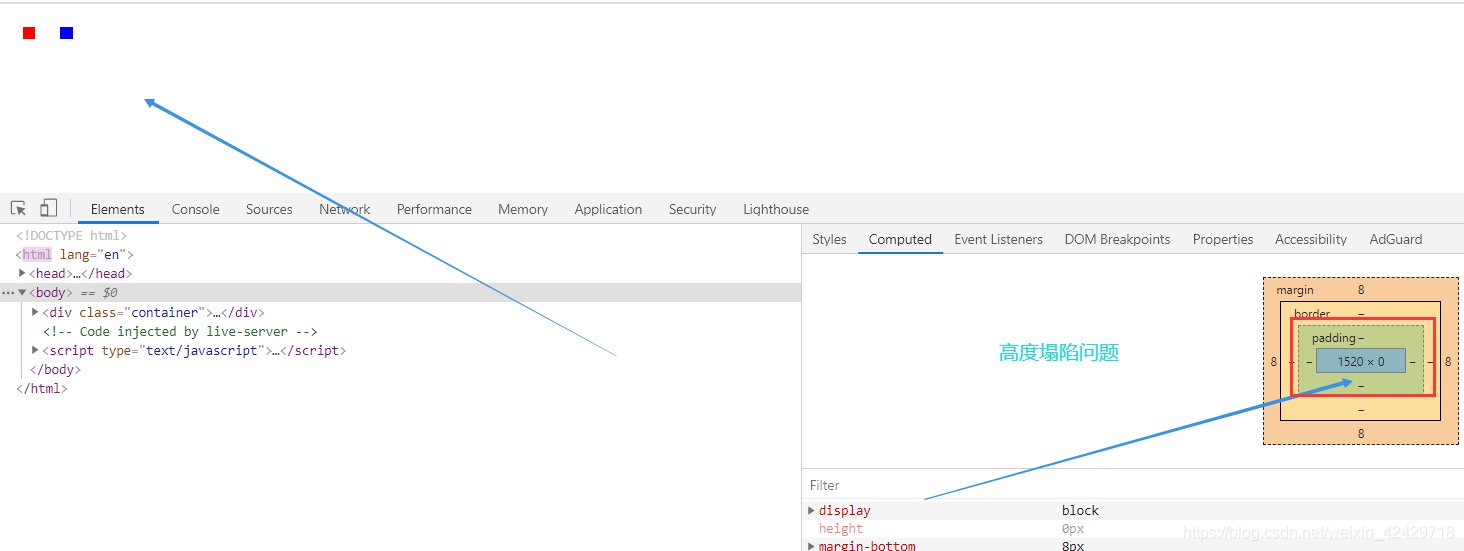 Elements Console Sources Network Performance Memory Application Security Lighthouse
<!DOCTYPE html>
<html lang="en">
<head>…</head>
<body> == $0
<div class="container">…</div>
<!-- Code injected by live-server -->
<script type="text/javascript">…</script>
</body>
</html>
Styles Computed Event Listeners DOM Breakpoints Properties Accessibility AdGuard
高度塌陷问题
margin 8
border –
padding –
8 – – 1520 × 0 – – 8
–
–
8
Filter
display block
height 0px
margin-bottom 8px
https://blog.csdn.net/weixin_42429718